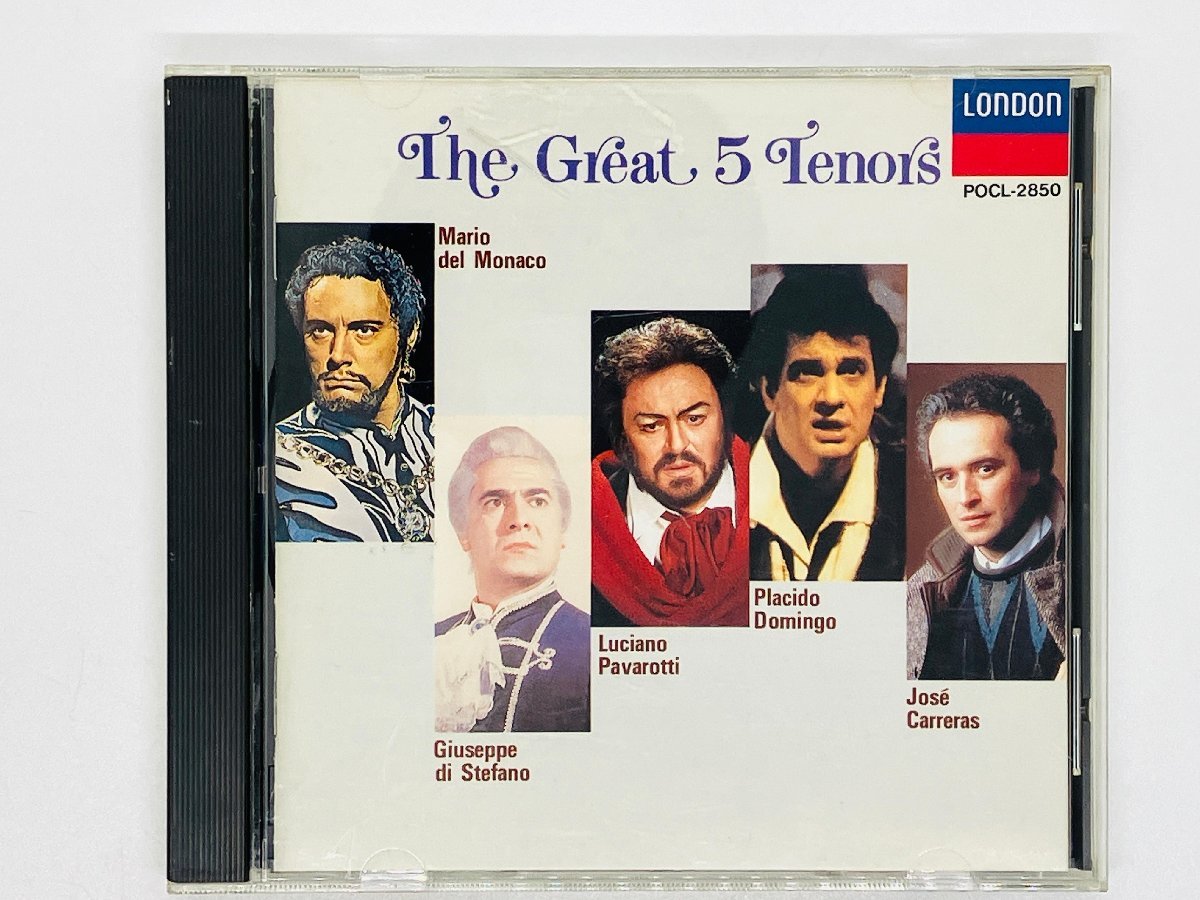 The Great 5 Tenors
LONDON
POCL-2850
Mario
del Monaco
Giuseppe
di Stefano
Luciano
Pavarotti
Placido
Domingo
José
Carreras